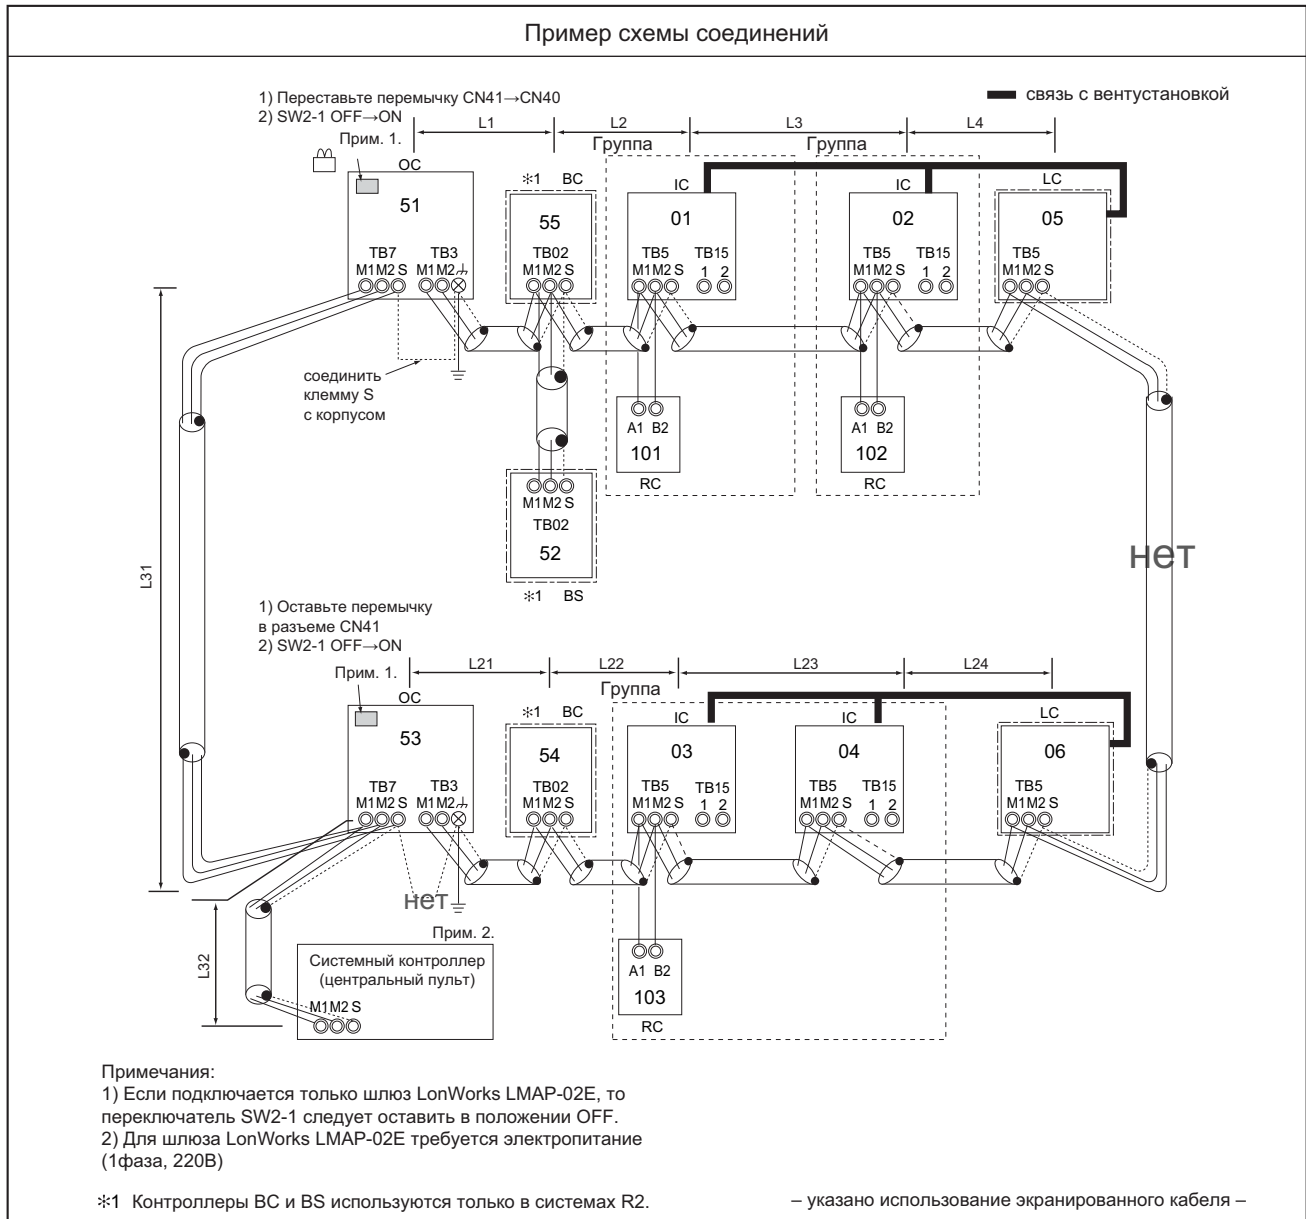 Пример схемы соединений
1) Переставьте перемычку CN41→CN40
2) SW2-1 OFF→ON
Прим. 1.
связь с вентустановкой
L1
L2
L3
L4
Группа
Группа
OC
51
TB7
TB3
M1 M2 S
M1 M2
✻1 BC
55
TB02
M1 M2 S
IC
01
TB5
TB15
M1 M2 S
1 2
IC
02
TB5
TB15
M1 M2 S
1 2
LC
05
TB5
M1 M2 S
соединить
клемму S
с корпусом
A1 B2
101
RC
A1 B2
102
RC
M1 M2 S
TB02
52
✻1 BS
L31
нет
1) Оставьте перемычку
в разъеме CN41
2) SW2-1 OFF→ON
Прим. 1.
L21
L22
L23
L24
Группа
OC
53
TB7
TB3
M1 M2 S
M1 M2
✻1 BC
54
TB02
M1 M2 S
IC
03
TB5
TB15
M1 M2 S
1 2
IC
04
TB5
TB15
M1 M2 S
1 2
LC
06
TB5
M1 M2 S
нет
L32
Прим. 2.
Системный контроллер
(центральный пульт)
M1 M2 S
A1 B2
103
RC
Примечания:
1) Если подключается только шлюз LonWorks LMAP-02E, то
переключатель SW2-1 следует оставить в положении OFF.
2) Для шлюза LonWorks LMAP-02E требуется электропитание
(1фаза, 220В)
✻1 Контроллеры BC и BS используются только в системах R2.
– указано использование экранированного кабеля –